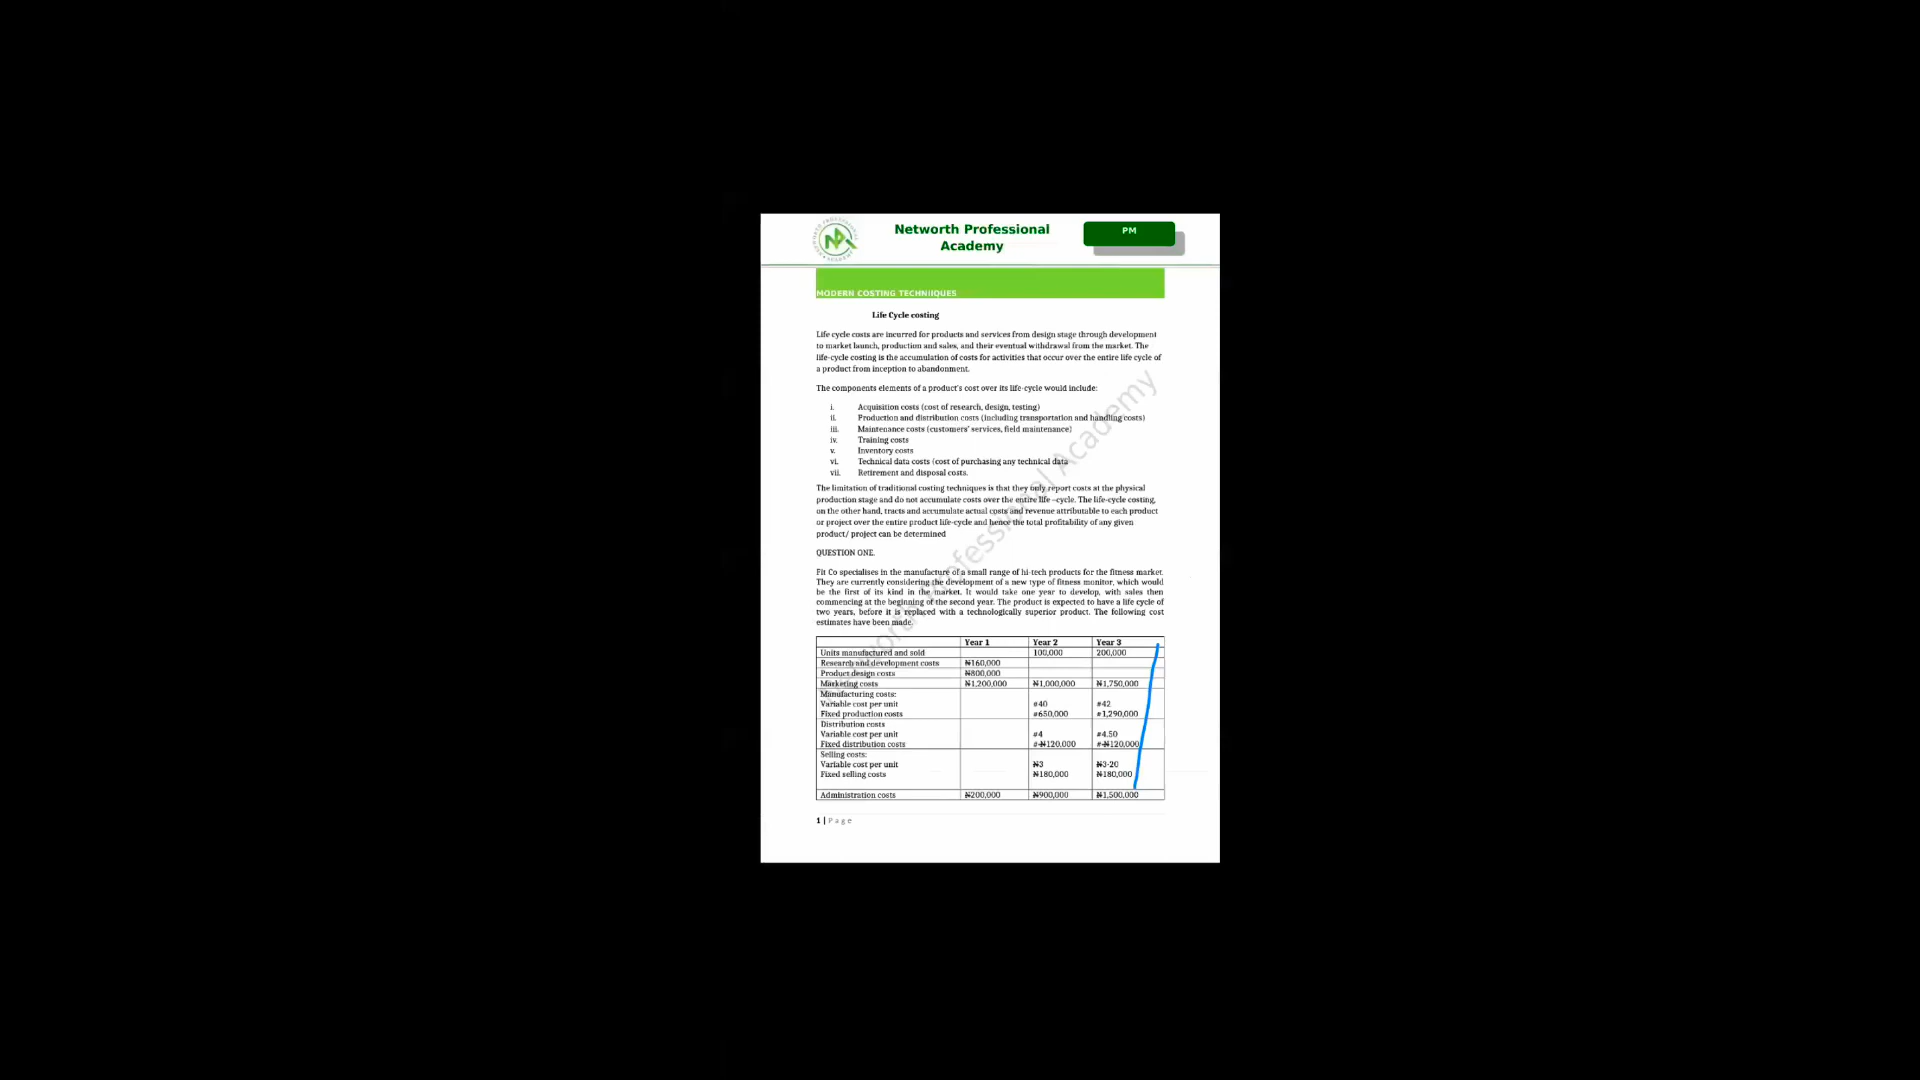 Networth Professional
Academy
PM
MODERN COSTING TECHNIIQUES
Life Cycle costing
Life cycle costs are incurred for products and services from design stage through development
to market launch, production and sales, and their eventual withdrawal from the market. The
life-cycle costing is the accumulation of costs for activities that occur over the entire life cycle of
a product from inception to abandonment.
The components elements of a product's cost over its life-cycle would include:
i. Acquisition costs (cost of research, design, testing)
ii. Production and distribution costs (including transportation and handling costs)
iii. Maintenance costs (customers' services, field maintenance)
iv. Training costs
v. Inventory costs
vi. Technical data costs (cost of purchasing any technical data
vii. Retirement and disposal costs.
The limitation of traditional costing techniques is that they only report costs at the physical
production stage and do not accumulate costs over the entire life –cycle. The life-cycle costing,
on the other hand, tracts and accumulate actual costs and revenue attributable to each product
or project over the entire product life-cycle and hence the total profitability of any given
product/ project can be determined
QUESTION ONE.
Fit Co specialises in the manufacture of a small range of hi-tech products for the fitness market.
They are currently considering the development of a new type of fitness monitor, which would
be the first of its kind in the market. It would take one year to develop, with sales then
commencing at the beginning of the second year. The product is expected to have a life cycle of
two years, before it is replaced with a technologically superior product. The following cost
estimates have been made.
Year 1 Year 2 Year 3
Units manufactured and sold 100,000 200,000
Research and development costs ₦160,000
Product design costs ₦800,000
Marketing costs ₦1,200,000 ₦1,000,000 ₦1,750,000
Manufacturing costs:
Variable cost per unit #40 #42
Fixed production costs #650,000 #1,290,000
Distribution costs
Variable cost per unit #4 #4.50
Fixed distribution costs #₦120,000 #₦120,000
Selling costs:
Variable cost per unit ₦3 ₦3-20
Fixed selling costs ₦180,000 ₦180,000
Administration costs ₦200,000 ₦900,000 ₦1,500,000
1 | Page
Networth Professional Academy